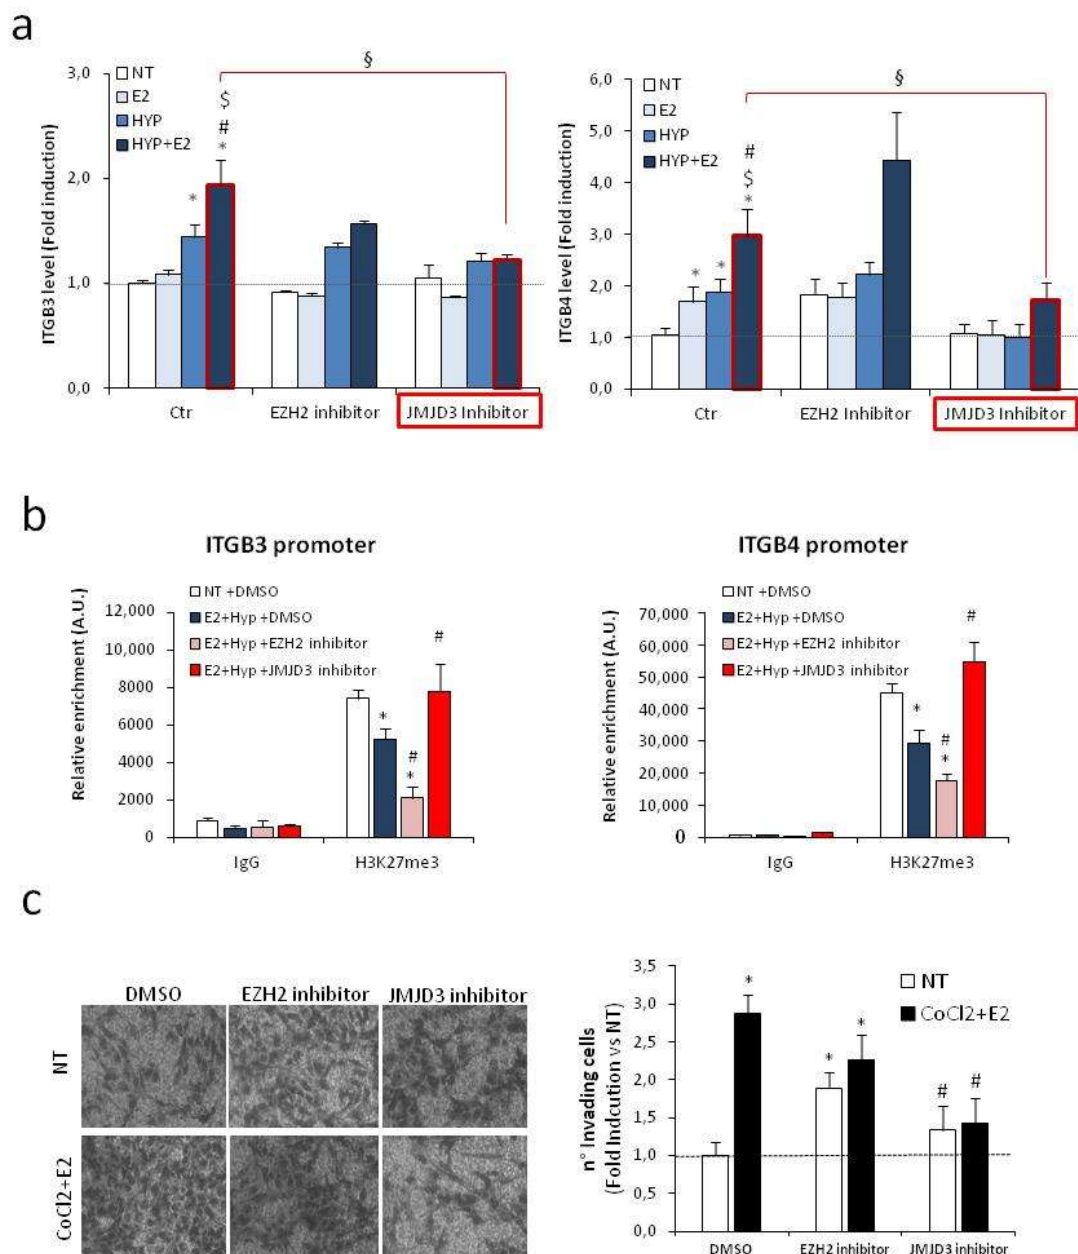 a
§
3,0
2,0
1,0
0,0
ITGB3 level (Fold induction)
NT
E2
HYP
HYP+E2
*
$
#
*
Ctr
EZH2 inhibitor
JMJD3 Inhibitor
§
6,0
5,0
4,0
3,0
2,0
1,0
0,0
ITGB4 level (Fold induction)
NT
E2
HYP
HYP+E2
*
*
#
$
*
Ctr
EZH2 Inhibitor
JMJD3 Inhibitor
b
ITGB3 promoter
NT +DMSO
E2+Hyp +DMSO
E2+Hyp +EZH2 inhibitor
E2+Hyp +JMJD3 inhibitor
12,000
10,000
8000
6000
4000
2000
0
Relative enrichment (A.U.)
*
#
*
#
IgG
H3K27me3
ITGB4 promoter
NT +DMSO
E2+Hyp +DMSO
E2+Hyp +EZH2 inhibitor
E2+Hyp +JMJD3 inhibitor
70,000
60,000
50,000
40,000
30,000
20,000
10,000
0
Relative enrichment (A.U.)
*
#
*
#
IgG
H3K27me3
c
DMSO
EZH2 inhibitor
JMJD3 inhibitor
NT
CoCl2+E2
3,5
3,0
2,5
2,0
1,5
1,0
0,5
0,0
n° Invading cells
(Fold Indcution vs NT)
NT
CoCl2+E2
*
*
*
#
#
DMSO
EZH2 inhibitor
JMJD3 inhibitor